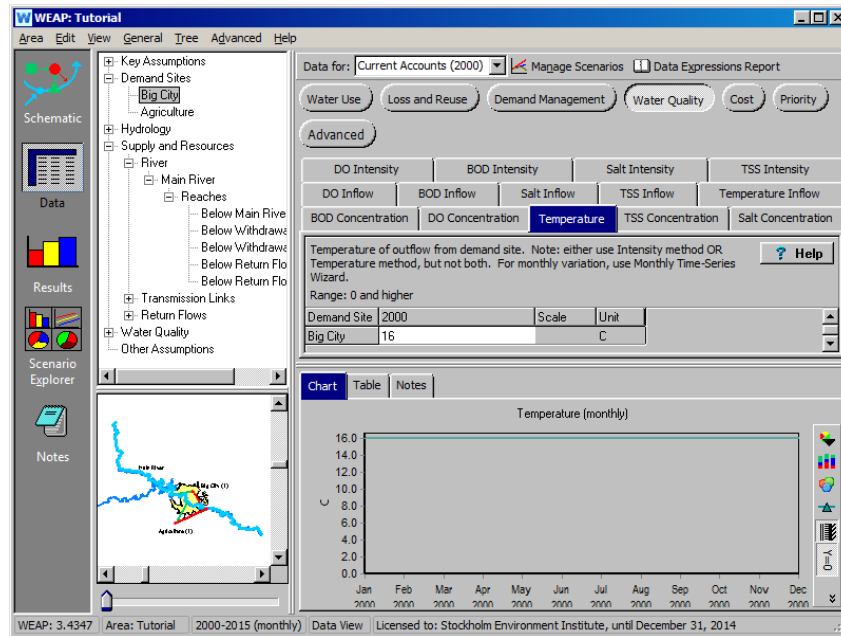 WEAP: Tutorial
Area Edit View General Tree Advanced Help
Schematic
Data
Results
Scenario
Explorer
Notes
Key Assumptions
Demand Sites
Big City
Agriculture
Hydrology
Supply and Resources
River
Main River
Reaches
Below Main Rive
Below Withdrawa
Below Withdrawa
Below Return Flo
Below Return Flo
Transmission Links
Return Flows
Water Quality
Other Assumptions
Main River
Big City (1)
Agriculture (1)
Data for: Current Accounts (2000) Manage Scenarios Data Expressions Report
Water Use Loss and Reuse Demand Management Water Quality Cost Priority
Advanced
DO Intensity BOD Intensity Salt Intensity TSS Intensity
DO Inflow BOD Inflow Salt Inflow TSS Inflow Temperature Inflow
BOD Concentration DO Concentration Temperature TSS Concentration Salt Concentration
Temperature of outflow from demand site. Note: either use Intensity method OR
Temperature method, but not both. For monthly variation, use Monthly Time-Series
Wizard.
Range: 0 and higher
? Help
Demand Site 2000 Scale Unit
Big City 16 C
Chart Table Notes
Temperature (monthly)
C
16.0
14.0
12.0
10.0
8.0
6.0
4.0
2.0
0.0
Jan Feb Mar Apr May Jun Jul Aug Sep Oct Nov Dec
2000 2000 2000 2000 2000 2000 2000 2000 2000 2000 2000 2000
Y=0
WEAP: 3.4347 Area: Tutorial 2000-2015 (monthly) Data View Licensed to: Stockholm Environment Institute, until December 31, 2014